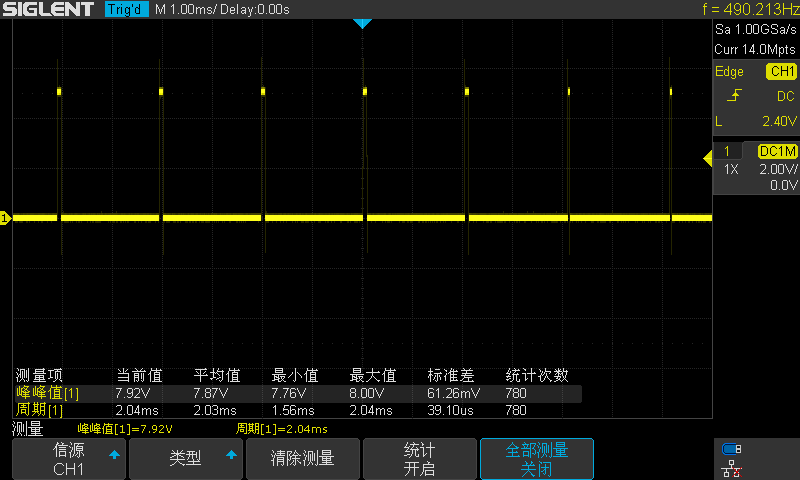 SIGLENT Trig'd M 1.00ms/ Delay:0.00s f = 490.213Hz
Sa 1.00GSa/s
Curr 14.0Mpts
Edge CH1
DC
L 2.40V
1 DC1M
1X 2.00V/
0.0V
1
测量项 当前值 平均值 最小值 最大值 标准差 统计次数
峰峰值[1] 7.92V 7.87V 7.76V 8.00V 61.26mV 780
周期[1] 2.04ms 2.03ms 1.56ms 2.04ms 39.10us 780
测量 峰峰值[1]=7.92V 周期[1]=2.04ms
信源
CH1
类型
清除测量
统计
开启
全部测量
关闭